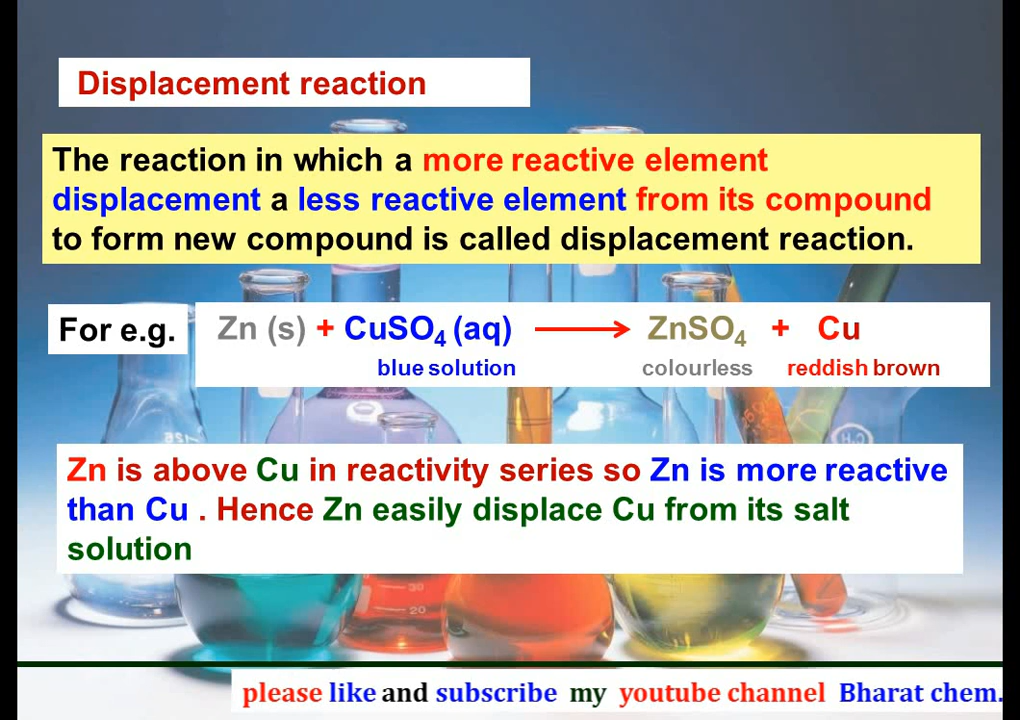 Displacement reaction
The reaction in which a more reactive element
displacement a less reactive element from its compound
to form new compound is called displacement reaction.
For e.g. Zn (s) + CuSO₄ (aq) ⟶ ZnSO₄ + Cu
blue solution colourless reddish brown
Zn is above Cu in reactivity series so Zn is more reactive
than Cu . Hence Zn easily displace Cu from its salt
solution
30
20
please like and subscribe my youtube channel Bharat chem.